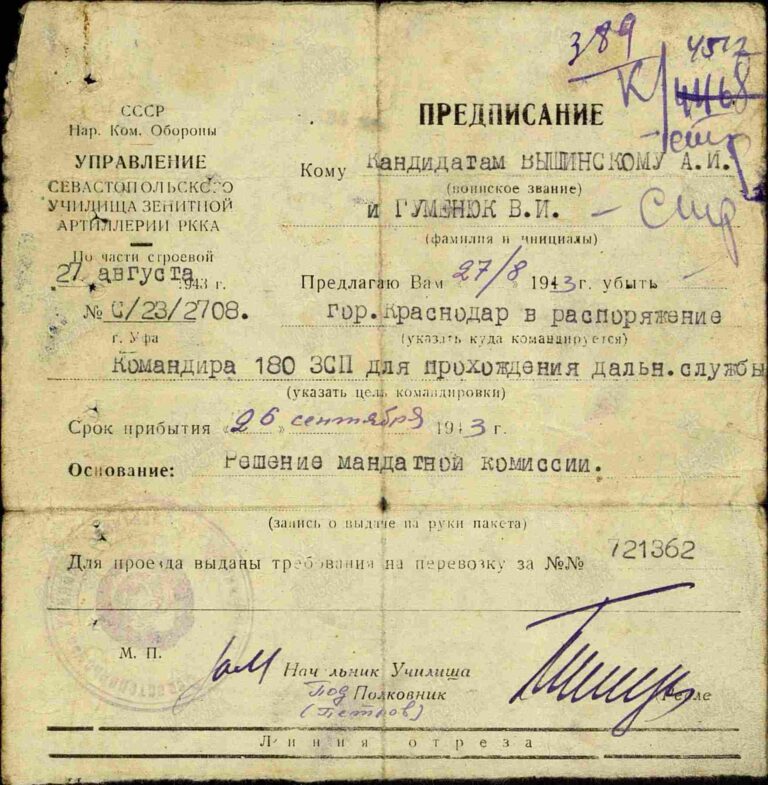 389
4512
К/4468
СССР
Нар. Ком. Обороны
УПРАВЛЕНИЕ
СЕВАСТОПОЛЬСКОГО
УЧИЛИЩА ЗЕНИТНОЙ
АРТИЛЛЕРИИ РККА
По части строевой
27 августа 1943 г.
№ С/23/2708.
г. Уфа
ПРЕДПИСАНИЕ
Кому Кандидатам ВЫШИНСКОМУ А.И.
(воинское звание)
и ГУМЕНЮК В.И.
(фамилия и инициалы)
Предлагаю Вам 27/8 1943 г. убыть
гор.Краснодар в распоряжение
(указать куда командируется)
Командира 180 ЗСП для прохождения дальн.службы
(указать цель командировки)
Срок прибытия «26» сентября 1943 г.
Основание: Решение мандатной комиссии.
(запись о выдаче на руки пакета)
Для проезда выданы требования на перевозку за №№ 721362
М. П.
Начальник Училища
Под Полковник
(Петров)
Линия отреза